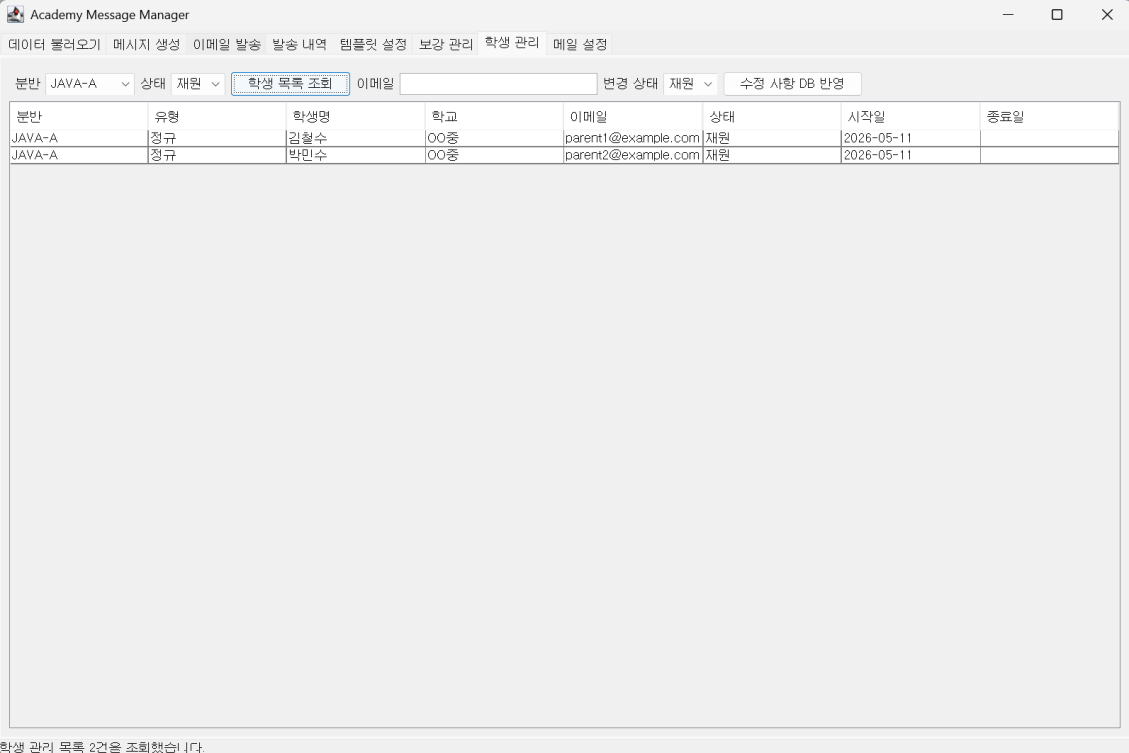 Academy Message Manager
데이터 불러오기 메시지 생성 이메일 발송 발송 내역 템플릿 설정 보강 관리 학생 관리 메일 설정
분반 JAVA-A 상태 재원 학생 목록 조회 이메일 변경 상태 재원 수정 사항 DB 반영
분반 유형 학생명 학교 이메일 상태 시작일 종료일
JAVA-A 정규 김철수 OO중 parent1@example.com 재원 2026-05-11
JAVA-A 정규 박민수 OO중 parent2@example.com 재원 2026-05-11
학생 관리 목록 2건을 조회했습니다.